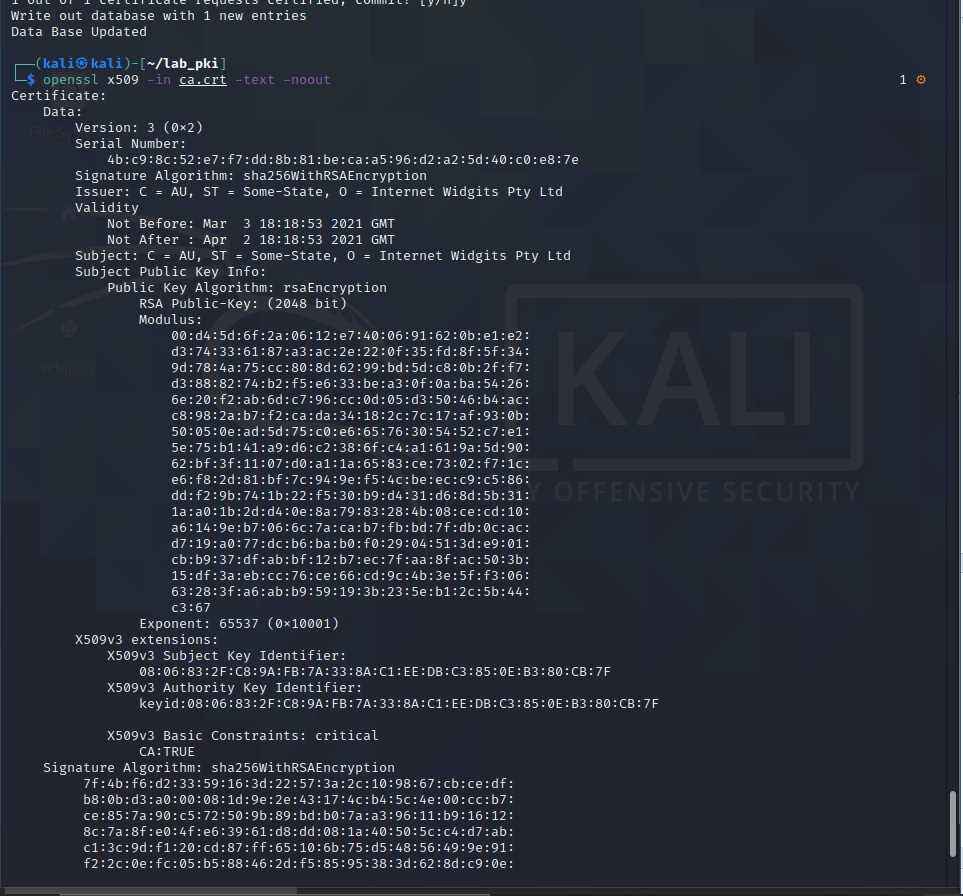 1 out of 1 certificate requests certified, commit? [y/n]y
Write out database with 1 new entries
Data Base Updated
┌──(kali㉿kali)-[~/lab_pki]
└─$ openssl x509 -in ca.crt -text -noout 1 ⚙
Certificate:
Data:
Version: 3 (0×2)
Serial Number:
4b:c9:8c:52:e7:f7:dd:8b:81:be:ca:a5:96:d2:a2:5d:40:c0:e8:7e
Signature Algorithm: sha256WithRSAEncryption
Issuer: C = AU, ST = Some-State, O = Internet Widgits Pty Ltd
Validity
Not Before: Mar  3 18:18:53 2021 GMT
Not After : Apr  2 18:18:53 2021 GMT
Subject: C = AU, ST = Some-State, O = Internet Widgits Pty Ltd
Subject Public Key Info:
Public Key Algorithm: rsaEncryption
RSA Public-Key: (2048 bit)
Modulus:
00:d4:5d:6f:2a:06:12:e7:40:06:91:62:0b:e1:e2:
d3:74:33:61:87:a3:ac:2e:22:0f:35:fd:8f:5f:34:
9d:78:4a:75:cc:80:8d:62:99:bd:5d:c8:0b:2f:f7:
d3:88:82:74:b2:f5:e6:33:be:a3:0f:0a:ba:54:26:
6e:20:f2:ab:6d:c7:96:cc:0d:05:d3:50:46:b4:ac:
c8:98:2a:b7:f2:ca:da:34:18:2c:7c:17:af:93:0b:
50:05:0e:ad:5d:75:c0:e6:65:76:30:54:52:c7:e1:
5e:75:b1:41:a9:d6:c2:38:6f:c4:a1:61:9a:5d:90:
62:bf:3f:11:07:d0:a1:1a:65:83:ce:73:02:f7:1c:
e6:f8:2d:81:bf:7c:94:9e:f5:4c:be:ec:c9:c5:86:
dd:f2:9b:74:1b:22:f5:30:b9:d4:31:d6:8d:5b:31:
1a:a0:1b:2d:d4:0e:8a:79:83:28:4b:08:ce:cd:10:
a6:14:9e:b7:06:6c:7a:ca:b7:fb:bd:7f:db:0c:ac:
d7:19:a0:77:dc:b6:ba:b0:f0:29:04:51:3d:e9:01:
cb:b9:37:df:ab:bf:12:b7:ec:7f:aa:8f:ac:50:3b:
15:df:3a:eb:cc:76:ce:66:cd:9c:4b:3e:5f:f3:06:
63:28:3f:a6:ab:b9:59:19:3b:23:5e:b1:2c:5b:44:
c3:67
Exponent: 65537 (0×10001)
X509v3 extensions:
X509v3 Subject Key Identifier:
08:06:83:2F:C8:9A:FB:7A:33:8A:C1:EE:DB:C3:85:0E:B3:80:CB:7F
X509v3 Authority Key Identifier:
keyid:08:06:83:2F:C8:9A:FB:7A:33:8A:C1:EE:DB:C3:85:0E:B3:80:CB:7F
X509v3 Basic Constraints: critical
CA:TRUE
Signature Algorithm: sha256WithRSAEncryption
7f:4b:f6:d2:33:59:16:3d:22:57:3a:2c:10:98:67:cb:ce:df:
b8:0b:d3:a0:00:08:1d:9e:2e:43:17:4c:b4:5c:4e:00:cc:b7:
ce:85:7a:90:c5:72:50:9b:89:bd:b0:7a:a3:96:11:b9:16:12:
8c:7a:8f:e0:4f:e6:39:61:d8:dd:08:1a:40:50:5c:c4:d7:ab:
c1:3c:9d:f1:20:cd:87:ff:65:10:6b:75:d5:48:56:49:9e:91:
f2:2c:0e:fc:05:b5:88:46:2d:f5:85:95:38:3d:62:8d:c9:0e:
KALI
Y OFFENSIVE SECURITY
setup.py